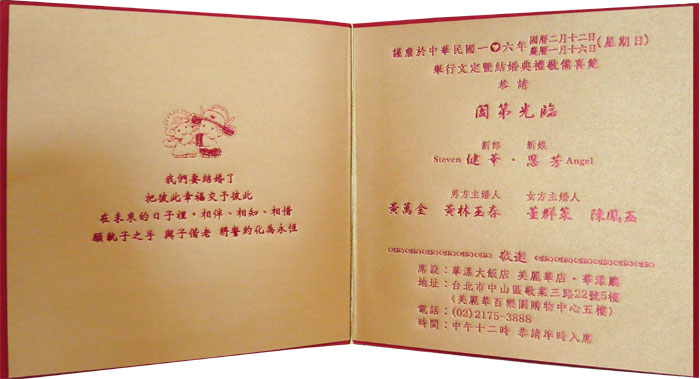 我們要結婚了
把彼此幸福交予彼此
在未來的日子裡，相伴、相知、相惜
願執子之手 與子偕老 將誓約化為永恆
謹詹於中華民國一〇六年 國曆二月十二日 農曆一月十六日 (星期日)
舉行文定暨結婚典禮敬備喜筵
恭請
闔第光臨
新郎 新娘
Steven 健華・恩芳 Angel
男方主婚人 女方主婚人
黃萬金 黃林玉春 董群策 陳鳳丕
敬邀
席設：華漾大飯店 美麗華店・華漾廳
地址：台北市中山區敬業三路22號5樓
(美麗華百樂園購物中心五樓)
電話：(02)2175-3888
時間：中午十二時 恭請準時入席